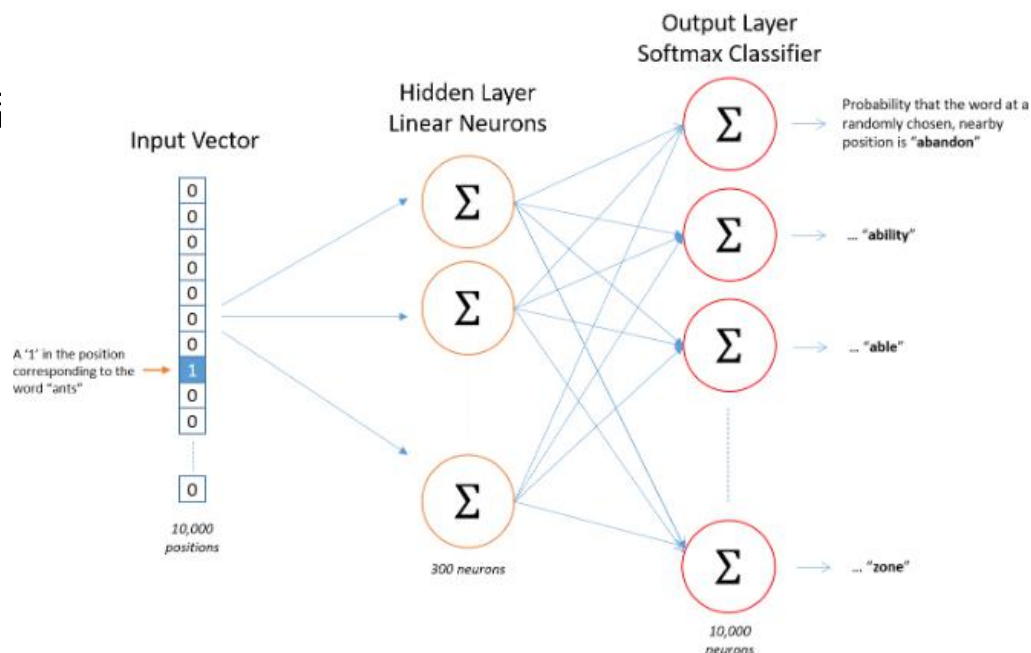 Output Layer
Softmax Classifier
Hidden Layer
Linear Neurons
Input Vector
0
0
0
0
0
0
0
1
0
0
0
A '1' in the position
corresponding to the
word "ants"
10,000
positions
Σ
Σ
Σ
300 neurons
Σ
Σ
Σ
Σ
10,000
neurons
Probability that the word at a
randomly chosen, nearby
position is "abandon"
... "ability"
... "able"
... "zone"